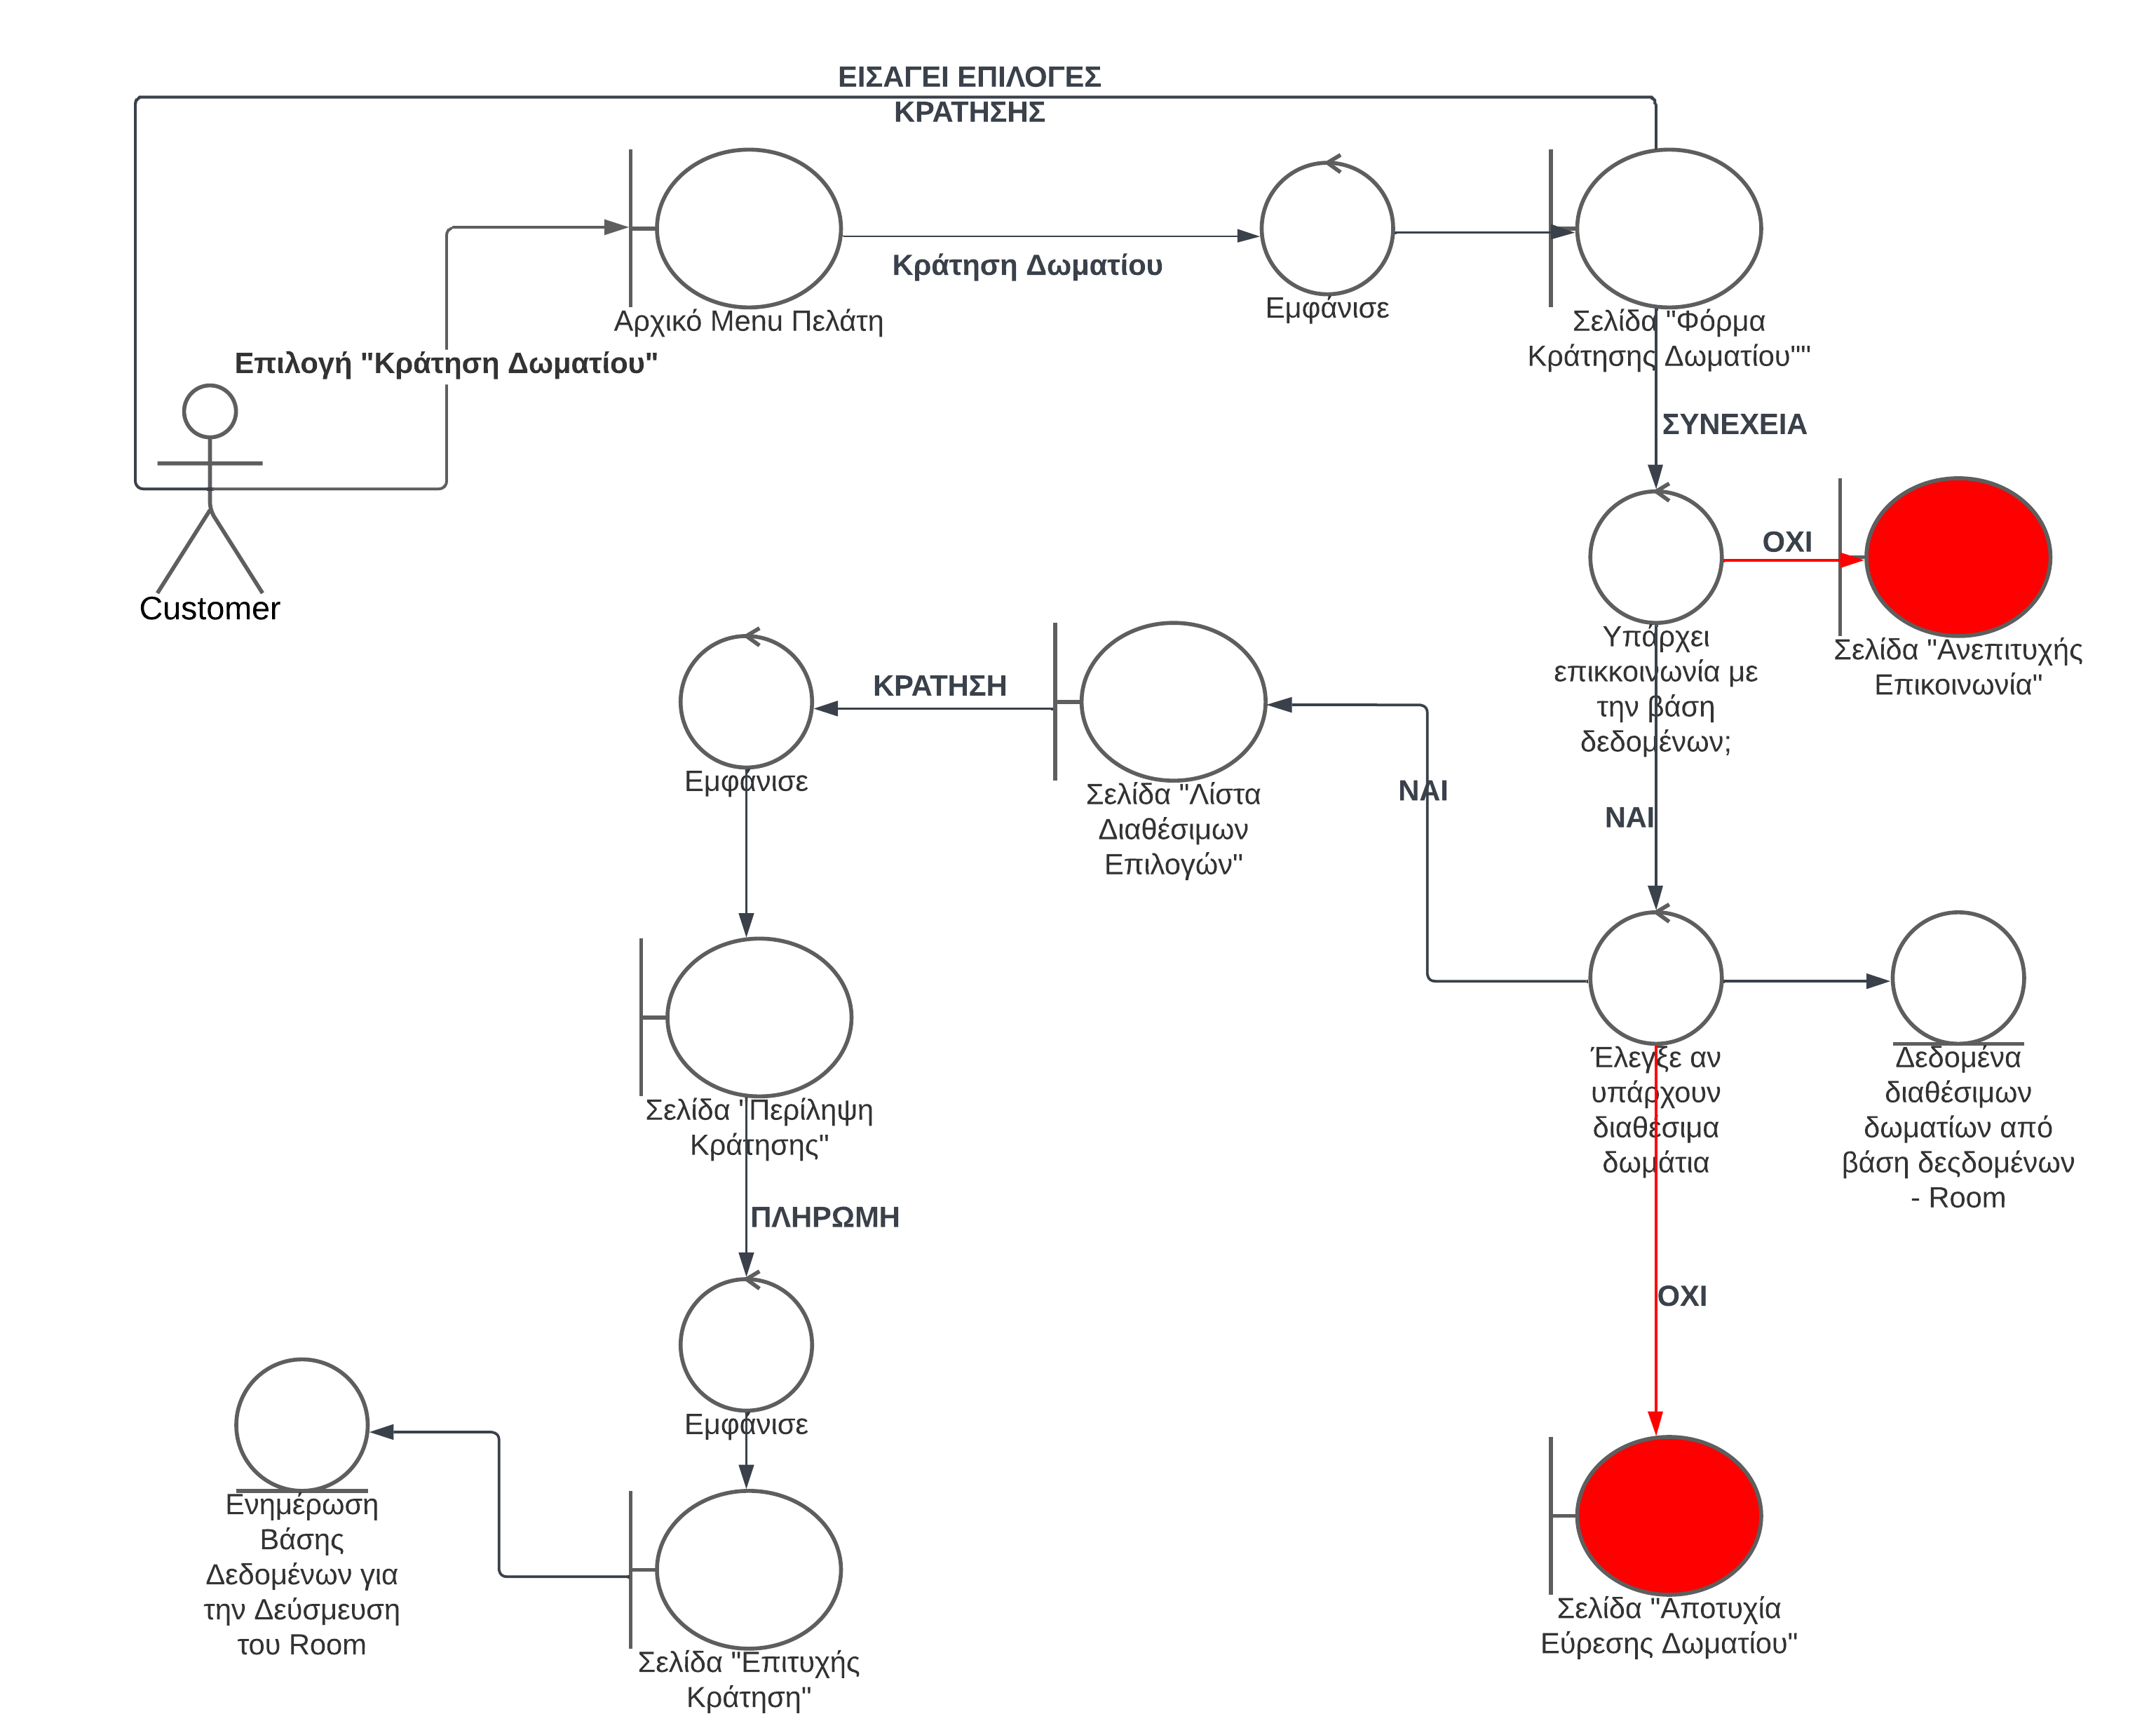 ΕΙΣΑΓΕΙ ΕΠΙΛΟΓΕΣ
ΚΡΑΤΗΣΗΣ
Κράτηση Δωματίου
Αρχικό Menu Πελάτη
Εμφάνισε
Σελίδα "Φόρμα
Κράτησης Δωματίου""
Επιλογή "Κράτηση Δωματίου"
Customer
ΣΥΝΕΧΕΙΑ
ΟΧΙ
Υπάρχει
επικκοινωνία με
την βάση
δεδομένων;
Σελίδα "Ανεπιτυχής
Επικοινωνία"
ΚΡΑΤΗΣΗ
Εμφάνισε
Σελίδα "Λίστα
Διαθέσιμων
Επιλογών"
ΝΑΙ
ΝΑΙ
Έλεγξε αν
υπάρχουν
διαθέσιμα
δωμάτια
Δεδομένα
διαθέσιμων
δωματίων από
βάση δεςδομένων
- Room
Σελίδα "Περίληψη
Κράτησης"
ΠΛΗΡΩΜΗ
ΟΧΙ
Εμφάνισε
Ενημέρωση
Βάσης
Δεδομένων για
την Δεύσμευση
του Room
Σελίδα "Επιτυχής
Κράτηση"
Σελίδα "Αποτυχία
Εύρεσης Δωματίου"